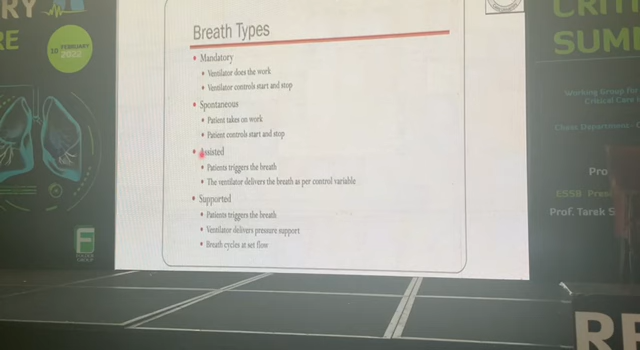 Breath Types
• Mandatory
• Ventilator does the work
• Ventilator controls start and stop
• Spontaneous
• Patient takes on work
• Patient controls start and stop
• Assisted
• Patients triggers the breath
• The ventilator delivers the breath as per control variable
• Supported
• Patients triggers the breath
• Ventilator delivers pressure support
• Breath cycles at set flow
RY
RE
10 FEBRUARY
2022
F
CRITI
SUM
Working Group for
Critical Care
Chest Department
Pro
ESSB
Prof. Tarek S